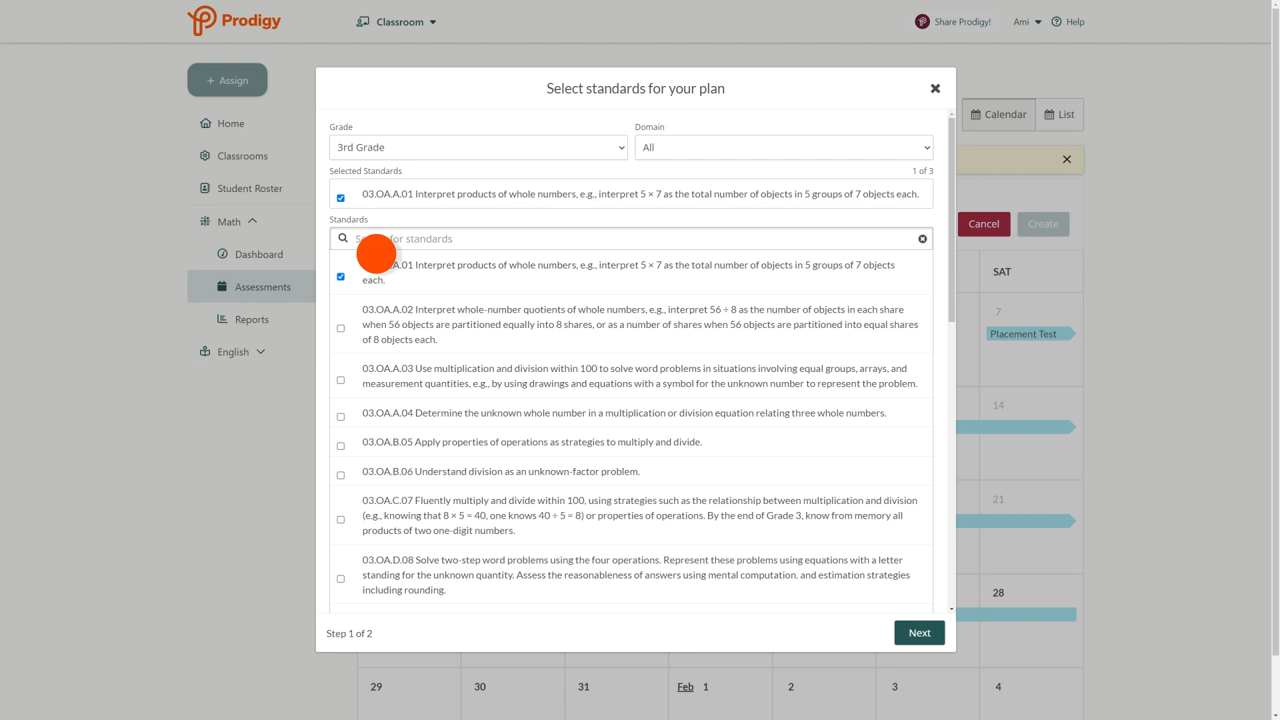 Prodigy
Classroom
Share Prodigy!
Ami
Help
+ Assign
Home
Classrooms
Student Roster
Math
Dashboard
Assessments
Reports
English
Calendar
List
Cancel
Create
SAT
7
Placement Test
14
21
28
29
30
31
Feb 1
2
3
4
Select standards for your plan
Grade
Domain
3rd Grade
All
Selected Standards
1 of 3
03.OA.A.01 Interpret products of whole numbers, e.g., interpret 5 × 7 as the total number of objects in 5 groups of 7 objects each.
Standards
for standards
.A.01 Interpret products of whole numbers, e.g., interpret 5 × 7 as the total number of objects in 5 groups of 7 objects
each.
03.OA.A.02 Interpret whole-number quotients of whole numbers, e.g., interpret 56 ÷ 8 as the number of objects in each share
when 56 objects are partitioned equally into 8 shares, or as a number of shares when 56 objects are partitioned into equal shares
of 8 objects each.
03.OA.A.03 Use multiplication and division within 100 to solve word problems in situations involving equal groups, arrays, and
measurement quantities, e.g., by using drawings and equations with a symbol for the unknown number to represent the problem.
03.OA.A.04 Determine the unknown whole number in a multiplication or division equation relating three whole numbers.
03.OA.B.05 Apply properties of operations as strategies to multiply and divide.
03.OA.B.06 Understand division as an unknown-factor problem.
03.OA.C.07 Fluently multiply and divide within 100, using strategies such as the relationship between multiplication and division
(e.g., knowing that 8 × 5 = 40, one knows 40 ÷ 5 = 8) or properties of operations. By the end of Grade 3, know from memory all
products of two one-digit numbers.
03.OA.D.08 Solve two-step word problems using the four operations. Represent these problems using equations with a letter
standing for the unknown quantity. Assess the reasonableness of answers using mental computation. and estimation strategies
including rounding.
Step 1 of 2
Next